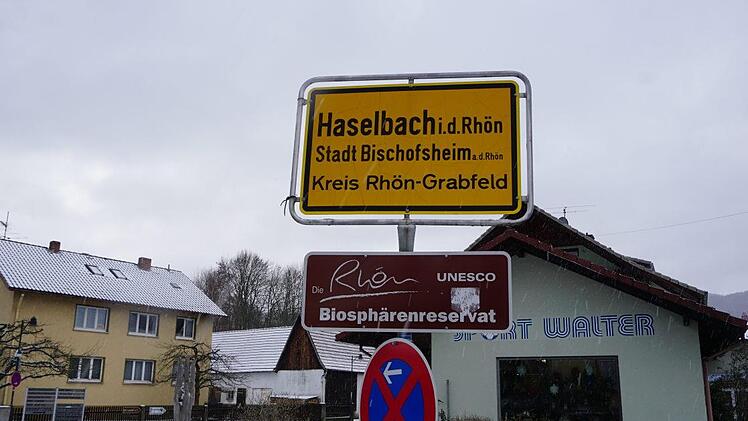 Haselbach i.d.Rhön
Stadt Bischofsheim a.d.Rhön
Kreis Rhön-Grabfeld
Die Rhön UNESCO
Biosphärenreservat
SPORT WALTER